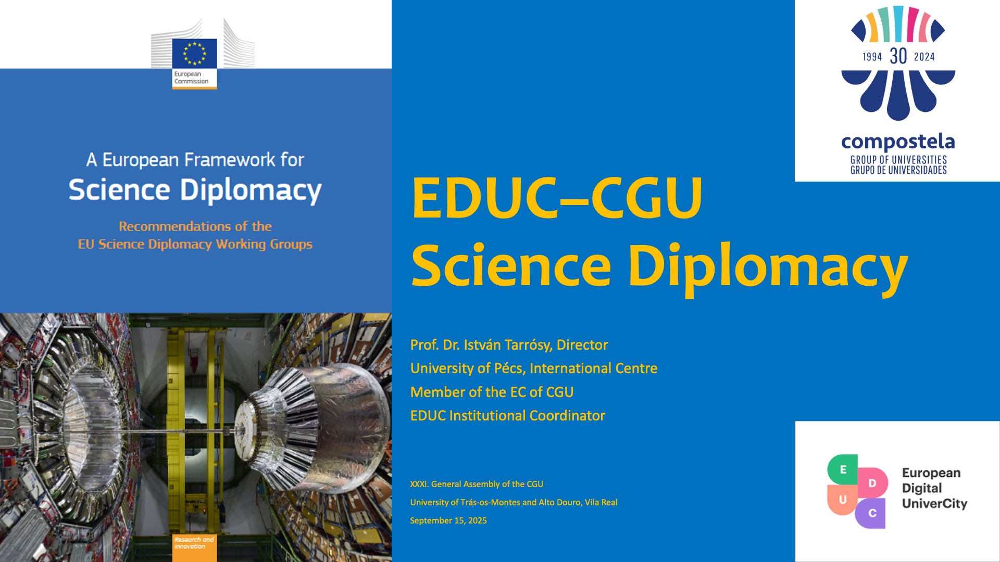 European
Commission
A European Framework for
Science Diplomacy
Recommendations of the
EU Science Diplomacy Working Groups
Research and
Innovation
EDUC–CGU
Science Diplomacy
Prof. Dr. István Tarrósy, Director
University of Pécs, International Centre
Member of the EC of CGU
EDUC Institutional Coordinator
XXXI. General Assembly of the CGU
University of Trás-os-Montes and Alto Douro, Vila Real
September 15, 2025
1994 30 2024
compostela
GROUP OF UNIVERSITIES
GRUPO DE UNIVERSIDADES
E
D
U
C
European
Digital
UniverCity